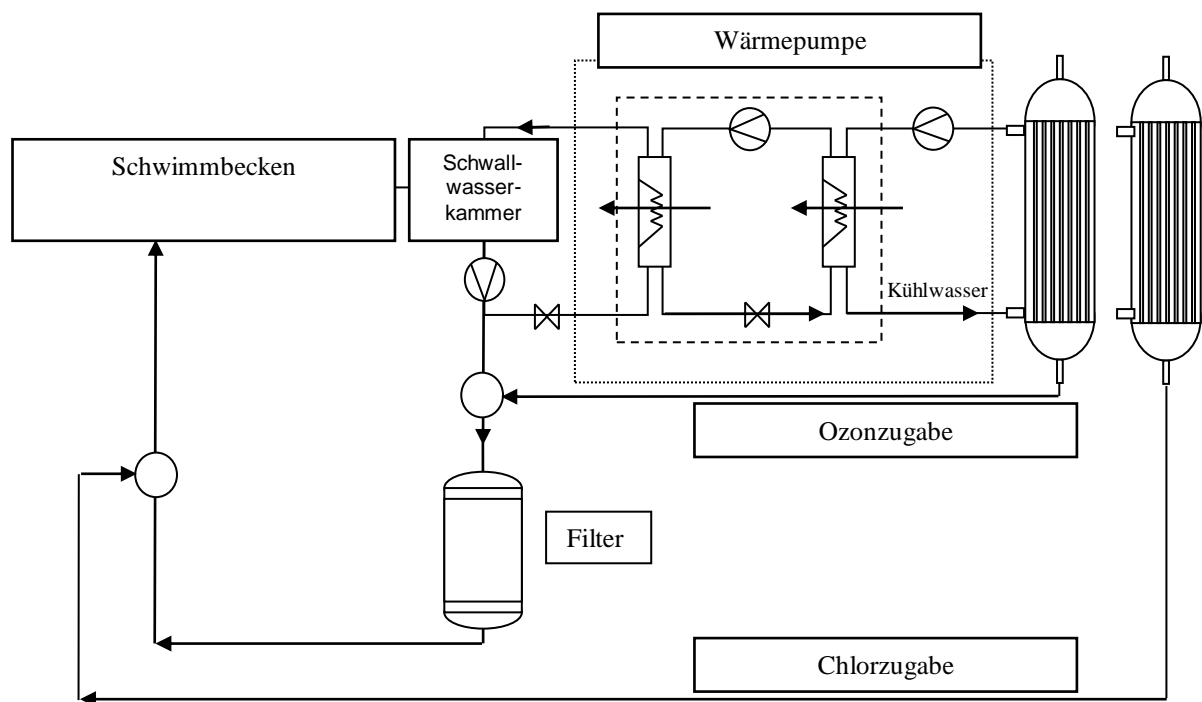 Wärmepumpe
Schwimmbecken
Schwall-
wasser-
kammer
Kühlwasser
Ozonzugabe
Filter
Chlorzugabe